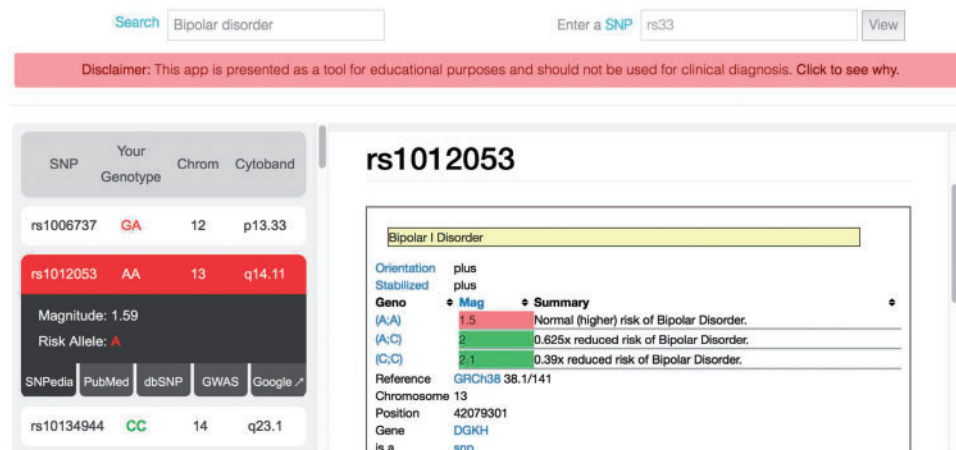 Search Bipolar disorder Enter a SNP rs33 View
Disclaimer: This app is presented as a tool for educational purposes and should not be used for clinical diagnosis. Click to see why.
SNP Your Genotype Chrom Cytoband
rs1006737 GA 12 p13.33
rs1012053 AA 13 q14.11
Magnitude: 1.59
Risk Allele: A
SNPedia PubMed dbSNP GWAS Google ↗
rs10134944 CC 14 q23.1
rs1012053
Bipolar I Disorder
Orientation plus
Stabilized plus
Geno Mag Summary
(A;A) 1.5 Normal (higher) risk of Bipolar Disorder.
(A;C) 2 0.625x reduced risk of Bipolar Disorder.
(C;C) 2.1 0.39x reduced risk of Bipolar Disorder.
Reference GRCh38 38.1/141
Chromosome 13
Position 42079301
Gene DGKH
is a snp